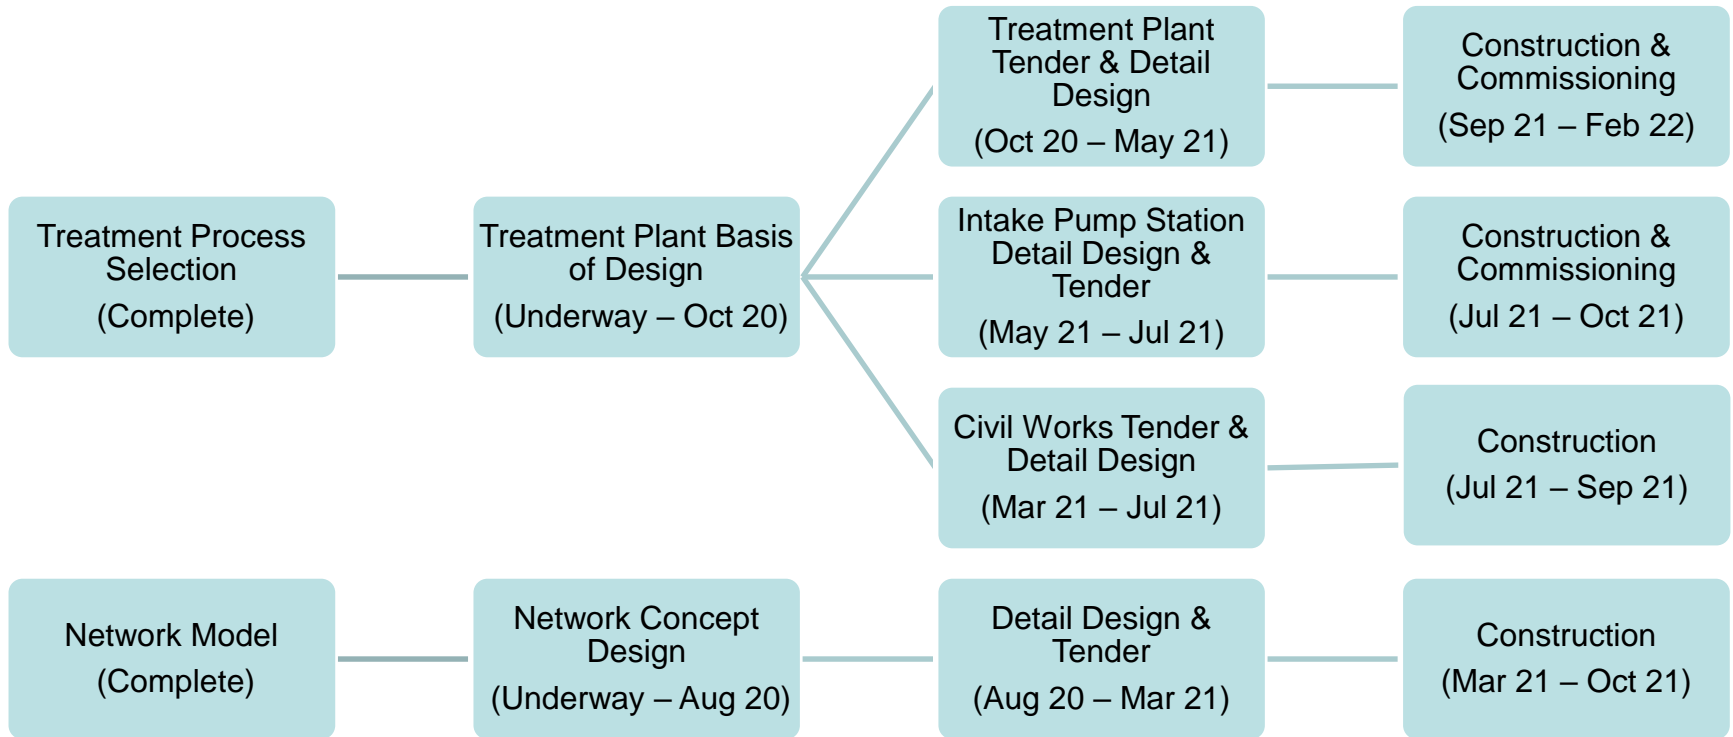 Treatment Process
Selection
(Complete)
Treatment Plant Basis
of Design
(Underway – Oct 20)
Treatment Plant
Tender & Detail
Design
(Oct 20 – May 21)
Construction &
Commissioning
(Sep 21 – Feb 22)
Intake Pump Station
Detail Design &
Tender
(May 21 – Jul 21)
Construction &
Commissioning
(Jul 21 – Oct 21)
Civil Works Tender &
Detail Design
(Mar 21 – Jul 21)
Construction
(Jul 21 – Sep 21)
Network Model
(Complete)
Network Concept
Design
(Underway – Aug 20)
Detail Design &
Tender
(Aug 20 – Mar 21)
Construction
(Mar 21 – Oct 21)